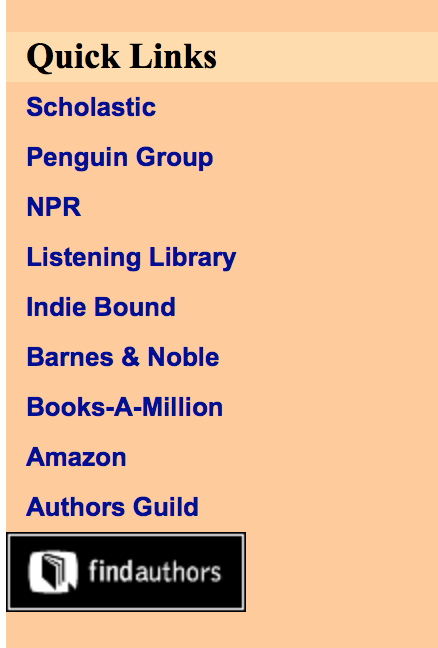 Quick Links
Scholastic
Penguin Group
NPR
Listening Library
Indie Bound
Barnes & Noble
Books-A-Million
Amazon
Authors Guild
findauthors